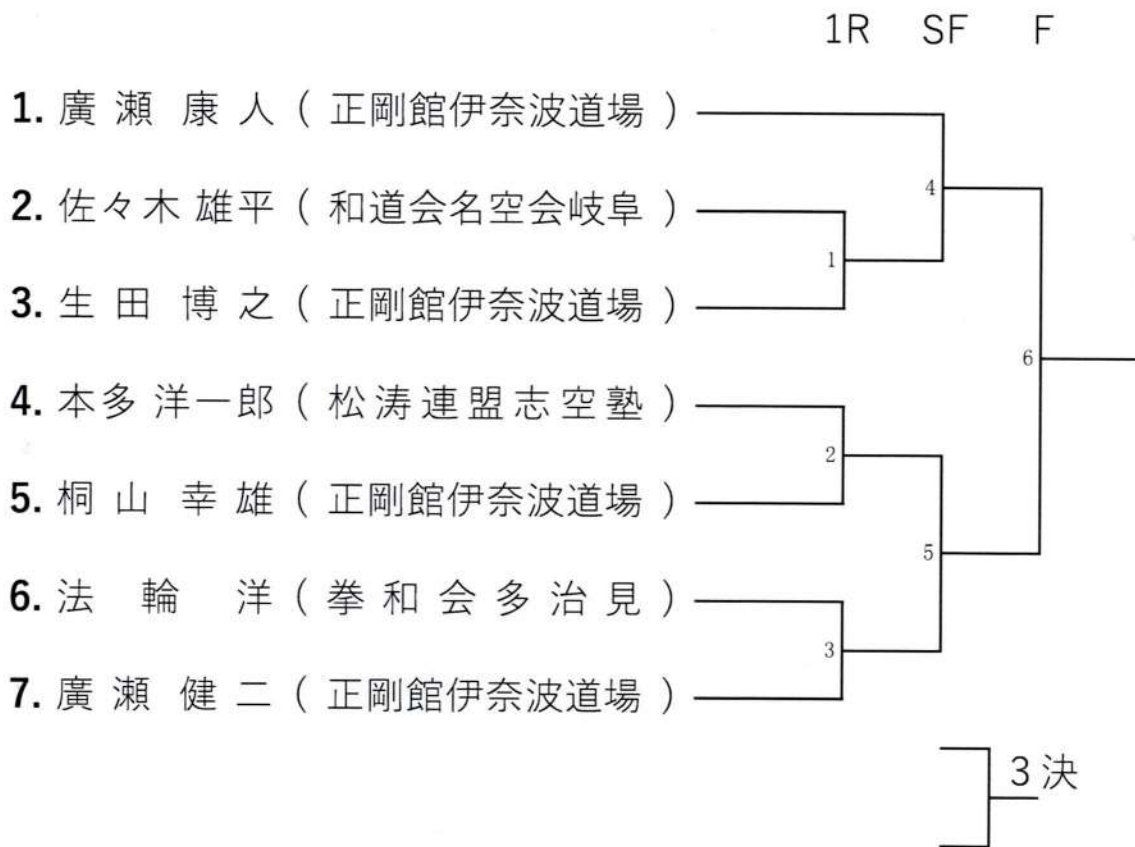 1R SF F
1. 廣瀬 康人 ( 正剛館伊奈波道場 )
4
2. 佐々木 雄平 ( 和道会名空会岐阜 )
1
3. 生田 博之 ( 正剛館伊奈波道場 )
6
4. 本多 洋一郎 ( 松涛連盟志空塾 )
2
5. 桐山 幸雄 ( 正剛館伊奈波道場 )
5
6. 法輪 洋 ( 拳和会多治見 )
3
7. 廣瀬 健二 ( 正剛館伊奈波道場 )
3決